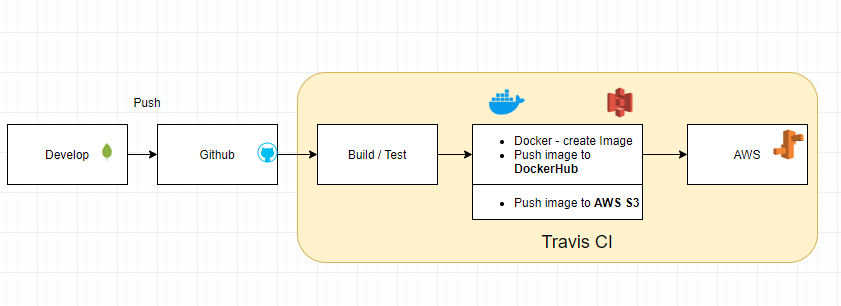 Push
Develop
Github
Build / Test
• Docker - create Image
• Push image to
DockerHub
• Push image to AWS S3
AWS
Travis CI